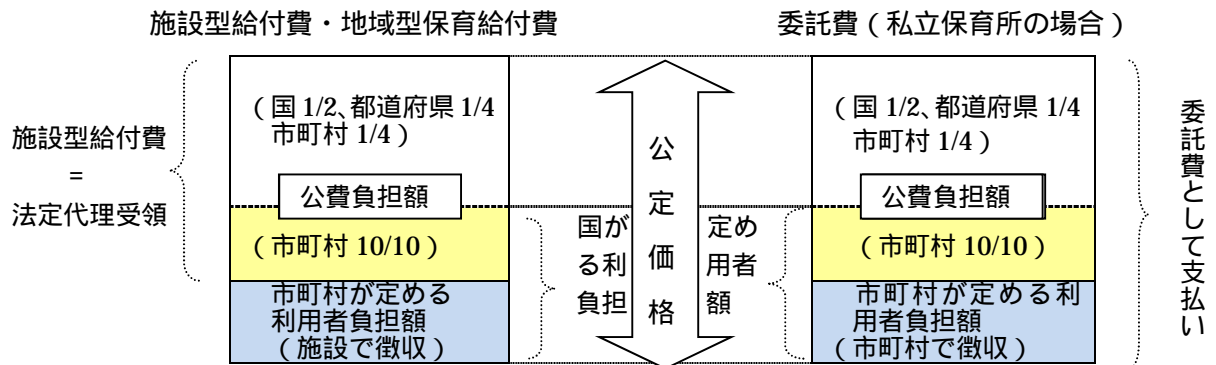 施設型給付費・地域型保育給付費
委託費(私立保育所の場合)
施設型給付費
=
法定代理受領
(国 1/2、都道府県 1/4
市町村 1/4)
公費負担額
(市町村 10/10)
市町村が定める
利用者負担額
(施設で徴収)
国が
る利
負担
公定価格
定め
用者
額
(国 1/2、都道府県 1/4
市町村 1/4)
公費負担額
(市町村 10/10)
市町村が定める利
用者負担額
(市町村で徴収)
委託費として支払い